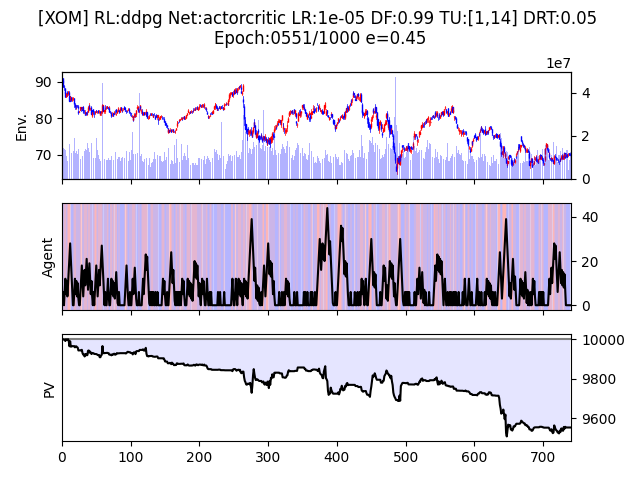 [XOM] RL:ddpg Net:actorcritic LR:1e-05 DF:0.99 TU:[1,14] DRT:0.05
Epoch:0551/1000 e=0.45
1e7
Env.
90
80
70
4
2
0
Agent
40
20
0
PV
10000
9800
9600
0 100 200 300 400 500 600 700